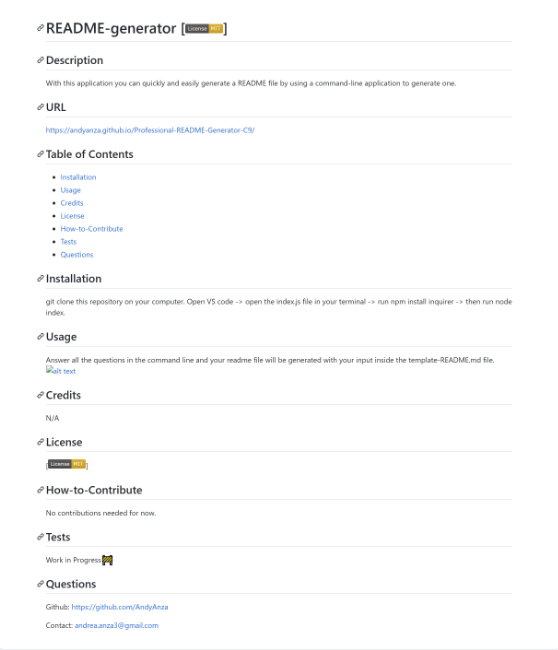 README-generator [License MIT]
Description
With this application you can quickly and easily generate a README file by using a command-line application to generate one.
URL
https://andyanza.github.io/Professional-README-Generator-C9/
Table of Contents
Installation
Usage
Credits
License
How-to-Contribute
Tests
Questions
Installation
git clone this repository on your computer. Open VS code -> open the index.js file in your terminal -> run npm install inquirer -> then run node
index.
Usage
Answer all the questions in the command line and your readme file will be generated with your input inside the template-README.md file.
alt text
Credits
N/A
License
[License MIT]
How-to-Contribute
No contributions needed for now.
Tests
Work in Progress🚧
Questions
Github: https://github.com/AndyAnza
Contact: andrea.anza3@gmail.com